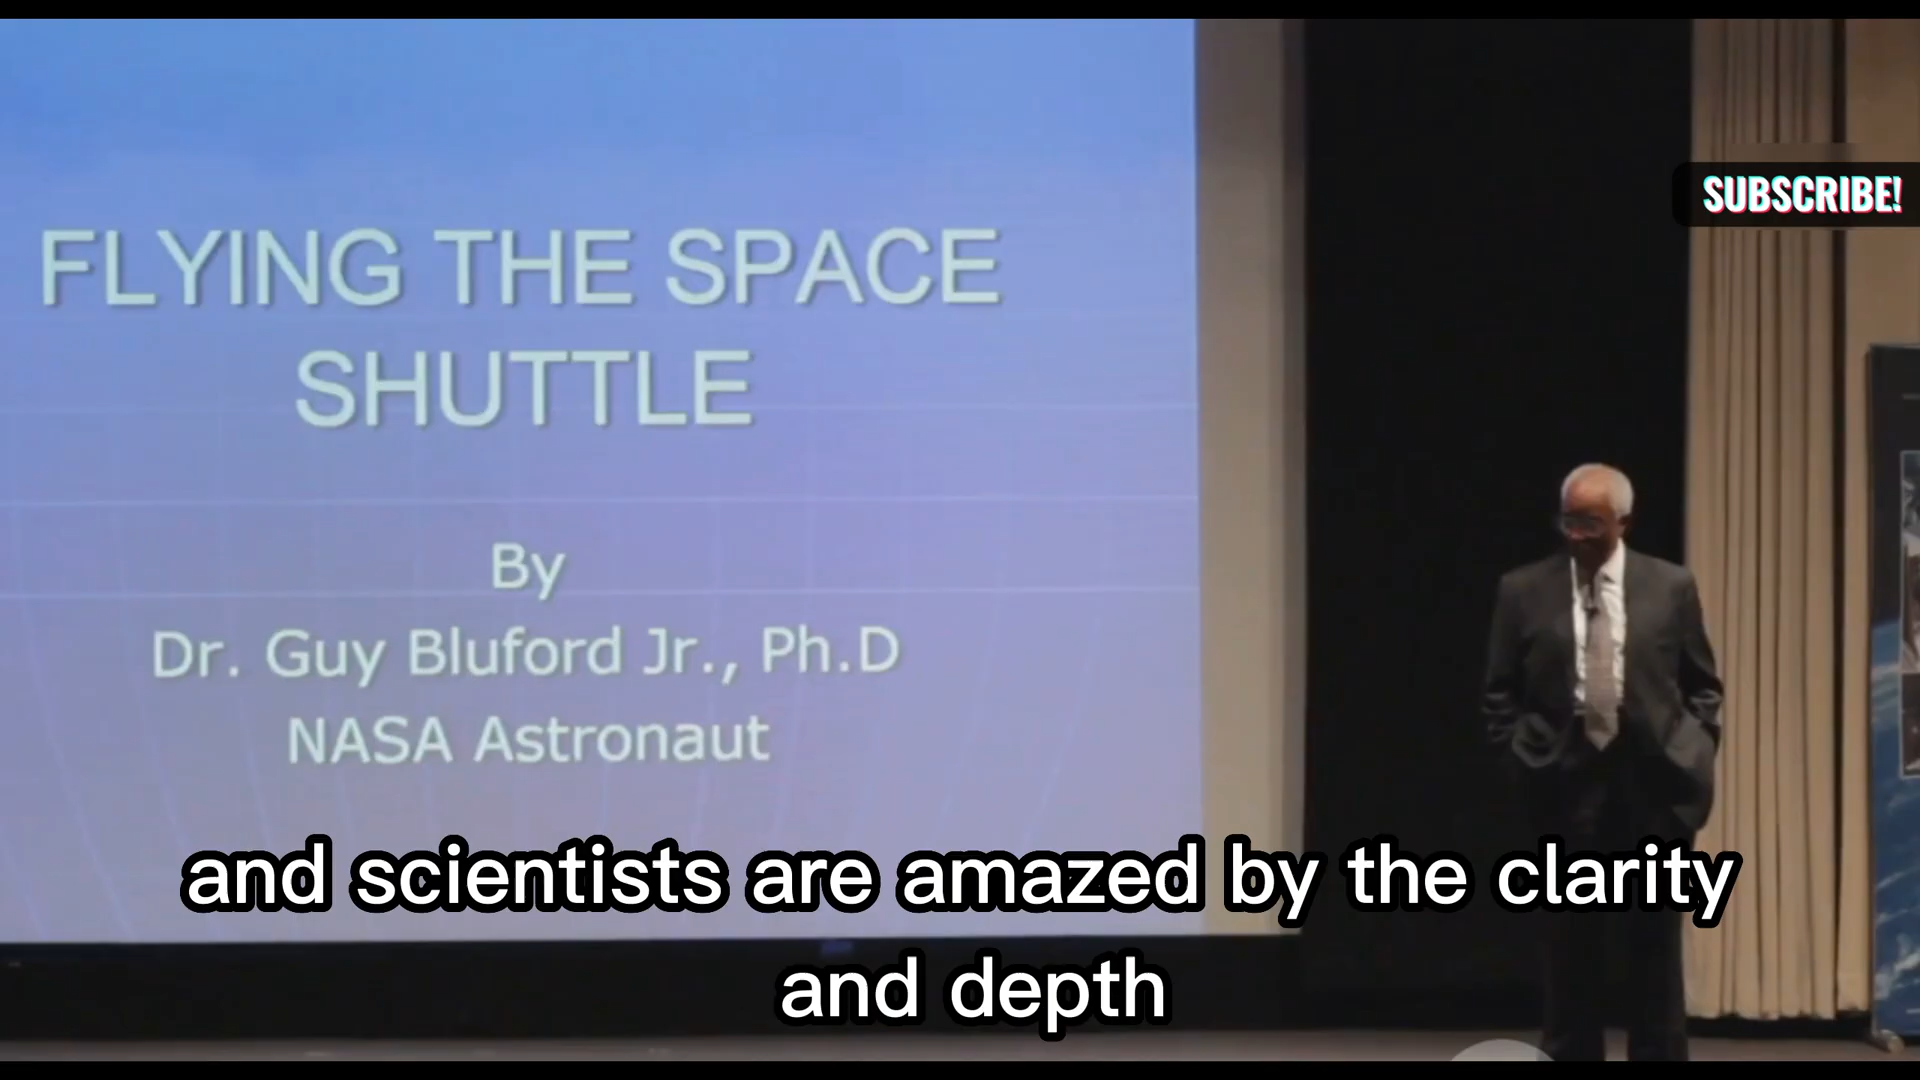 SUBSCRIBE!
FLYING THE SPACE
SHUTTLE
By
Dr. Guy Bluford Jr., Ph.D
NASA Astronaut
and scientists are amazed by the clarity
and depth